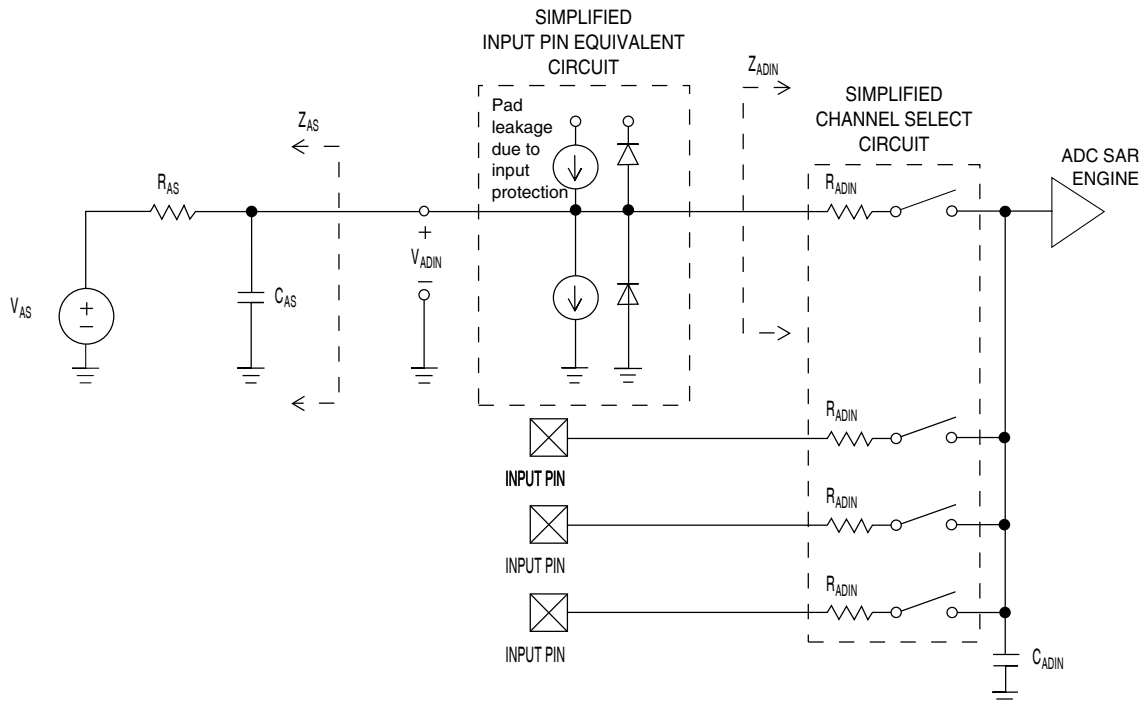 SIMPLIFIED
INPUT PIN EQUIVALENT
CIRCUIT
Pad
leakage
due to
input
protection
Z_ADIN
SIMPLIFIED
CHANNEL SELECT
CIRCUIT
ADC SAR
ENGINE
Z_AS
R_AS
R_ADIN
+
V_ADIN
−
V_AS
+
−
C_AS
R_ADIN
INPUT PIN
R_ADIN
INPUT PIN
R_ADIN
INPUT PIN
C_ADIN